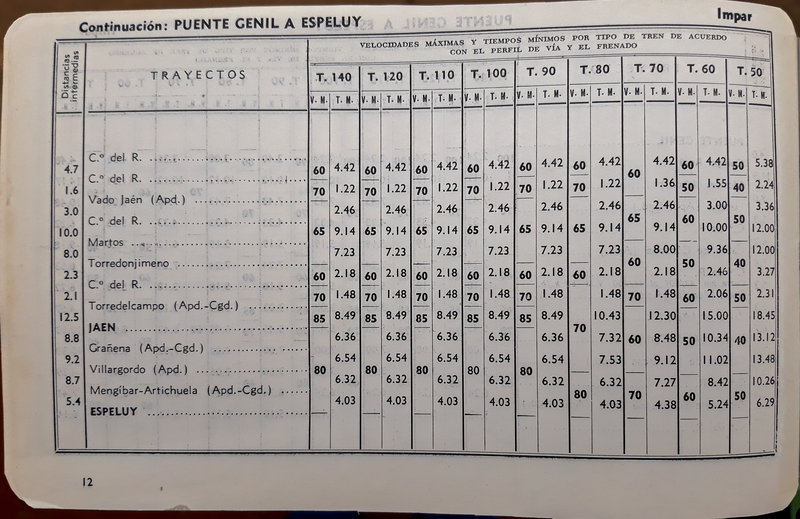 Continuación: PUENTE GENIL A ESPELUY
Impar
Distancias intermedias
TRAYECTOS
VELOCIDADES MÁXIMAS Y TIEMPOS MÍNIMOS POR TIPO DE TREN DE ACUERDO
CON EL PERFIL DE VÍA Y EL FRENADO
T. 140 T. 120 T. 110 T. 100 T. 90 T. 80 T. 70 T. 60 T. 50
V. M. T. M. V. M. T. M. V. M. T. M. V. M. T. M. V. M. T. M. V. M. T. M. V. M. T. M. V. M. T. M. V. M. T. M.
C.º del R.
4.7 60 4.42 60 4.42 60 4.42 60 4.42 60 4.42 60 4.42 60 4.42 60 4.42 50 5.38
C.º del R.
1.6 70 1.22 70 1.22 70 1.22 70 1.22 70 1.22 70 1.22 1.36 50 1.55 40 2.24
Vado Jaén (Apd.)
3.0 65 2.46 65 2.46 65 2.46 65 2.46 65 2.46 65 2.46 65 2.46 60 3.00 50 3.36
C.º del R.
10.0 9.14 9.14 9.14 9.14 9.14 9.14 9.14 10.00 12.00
Martos
8.0 7.23 7.23 7.23 7.23 7.23 7.23 60 8.00 50 9.36 40 12.00
Torredonjimeno
2.3 60 2.18 60 2.18 60 2.18 60 2.18 60 2.18 60 2.18 2.18 2.46 3.27
C.º del R.
2.1 70 1.48 70 1.48 70 1.48 70 1.48 70 1.48 70 1.48 70 1.48 60 2.06 50 2.31
Torredelcampo (Apd.-Cgd.)
12.5 85 8.49 85 8.49 85 8.49 85 8.49 85 8.49 10.43 60 12.30 50 15.00 40 18.45
JAEN
8.8 80 6.36 80 6.36 80 6.36 80 6.36 80 6.36 7.32 8.48 10.34 13.12
Grañena (Apd.-Cgd.)
9.2 6.54 6.54 6.54 6.54 6.54 7.53 9.12 11.02 13.48
Villargordo (Apd.)
8.7 6.32 6.32 6.32 6.32 6.32 80 6.32 70 7.27 60 8.42 50 10.26
Mengíbar-Artichuela (Apd.-Cgd.)
5.4 4.03 4.03 4.03 4.03 4.03 4.03 4.38 5.24 6.29
ESPELUY
12